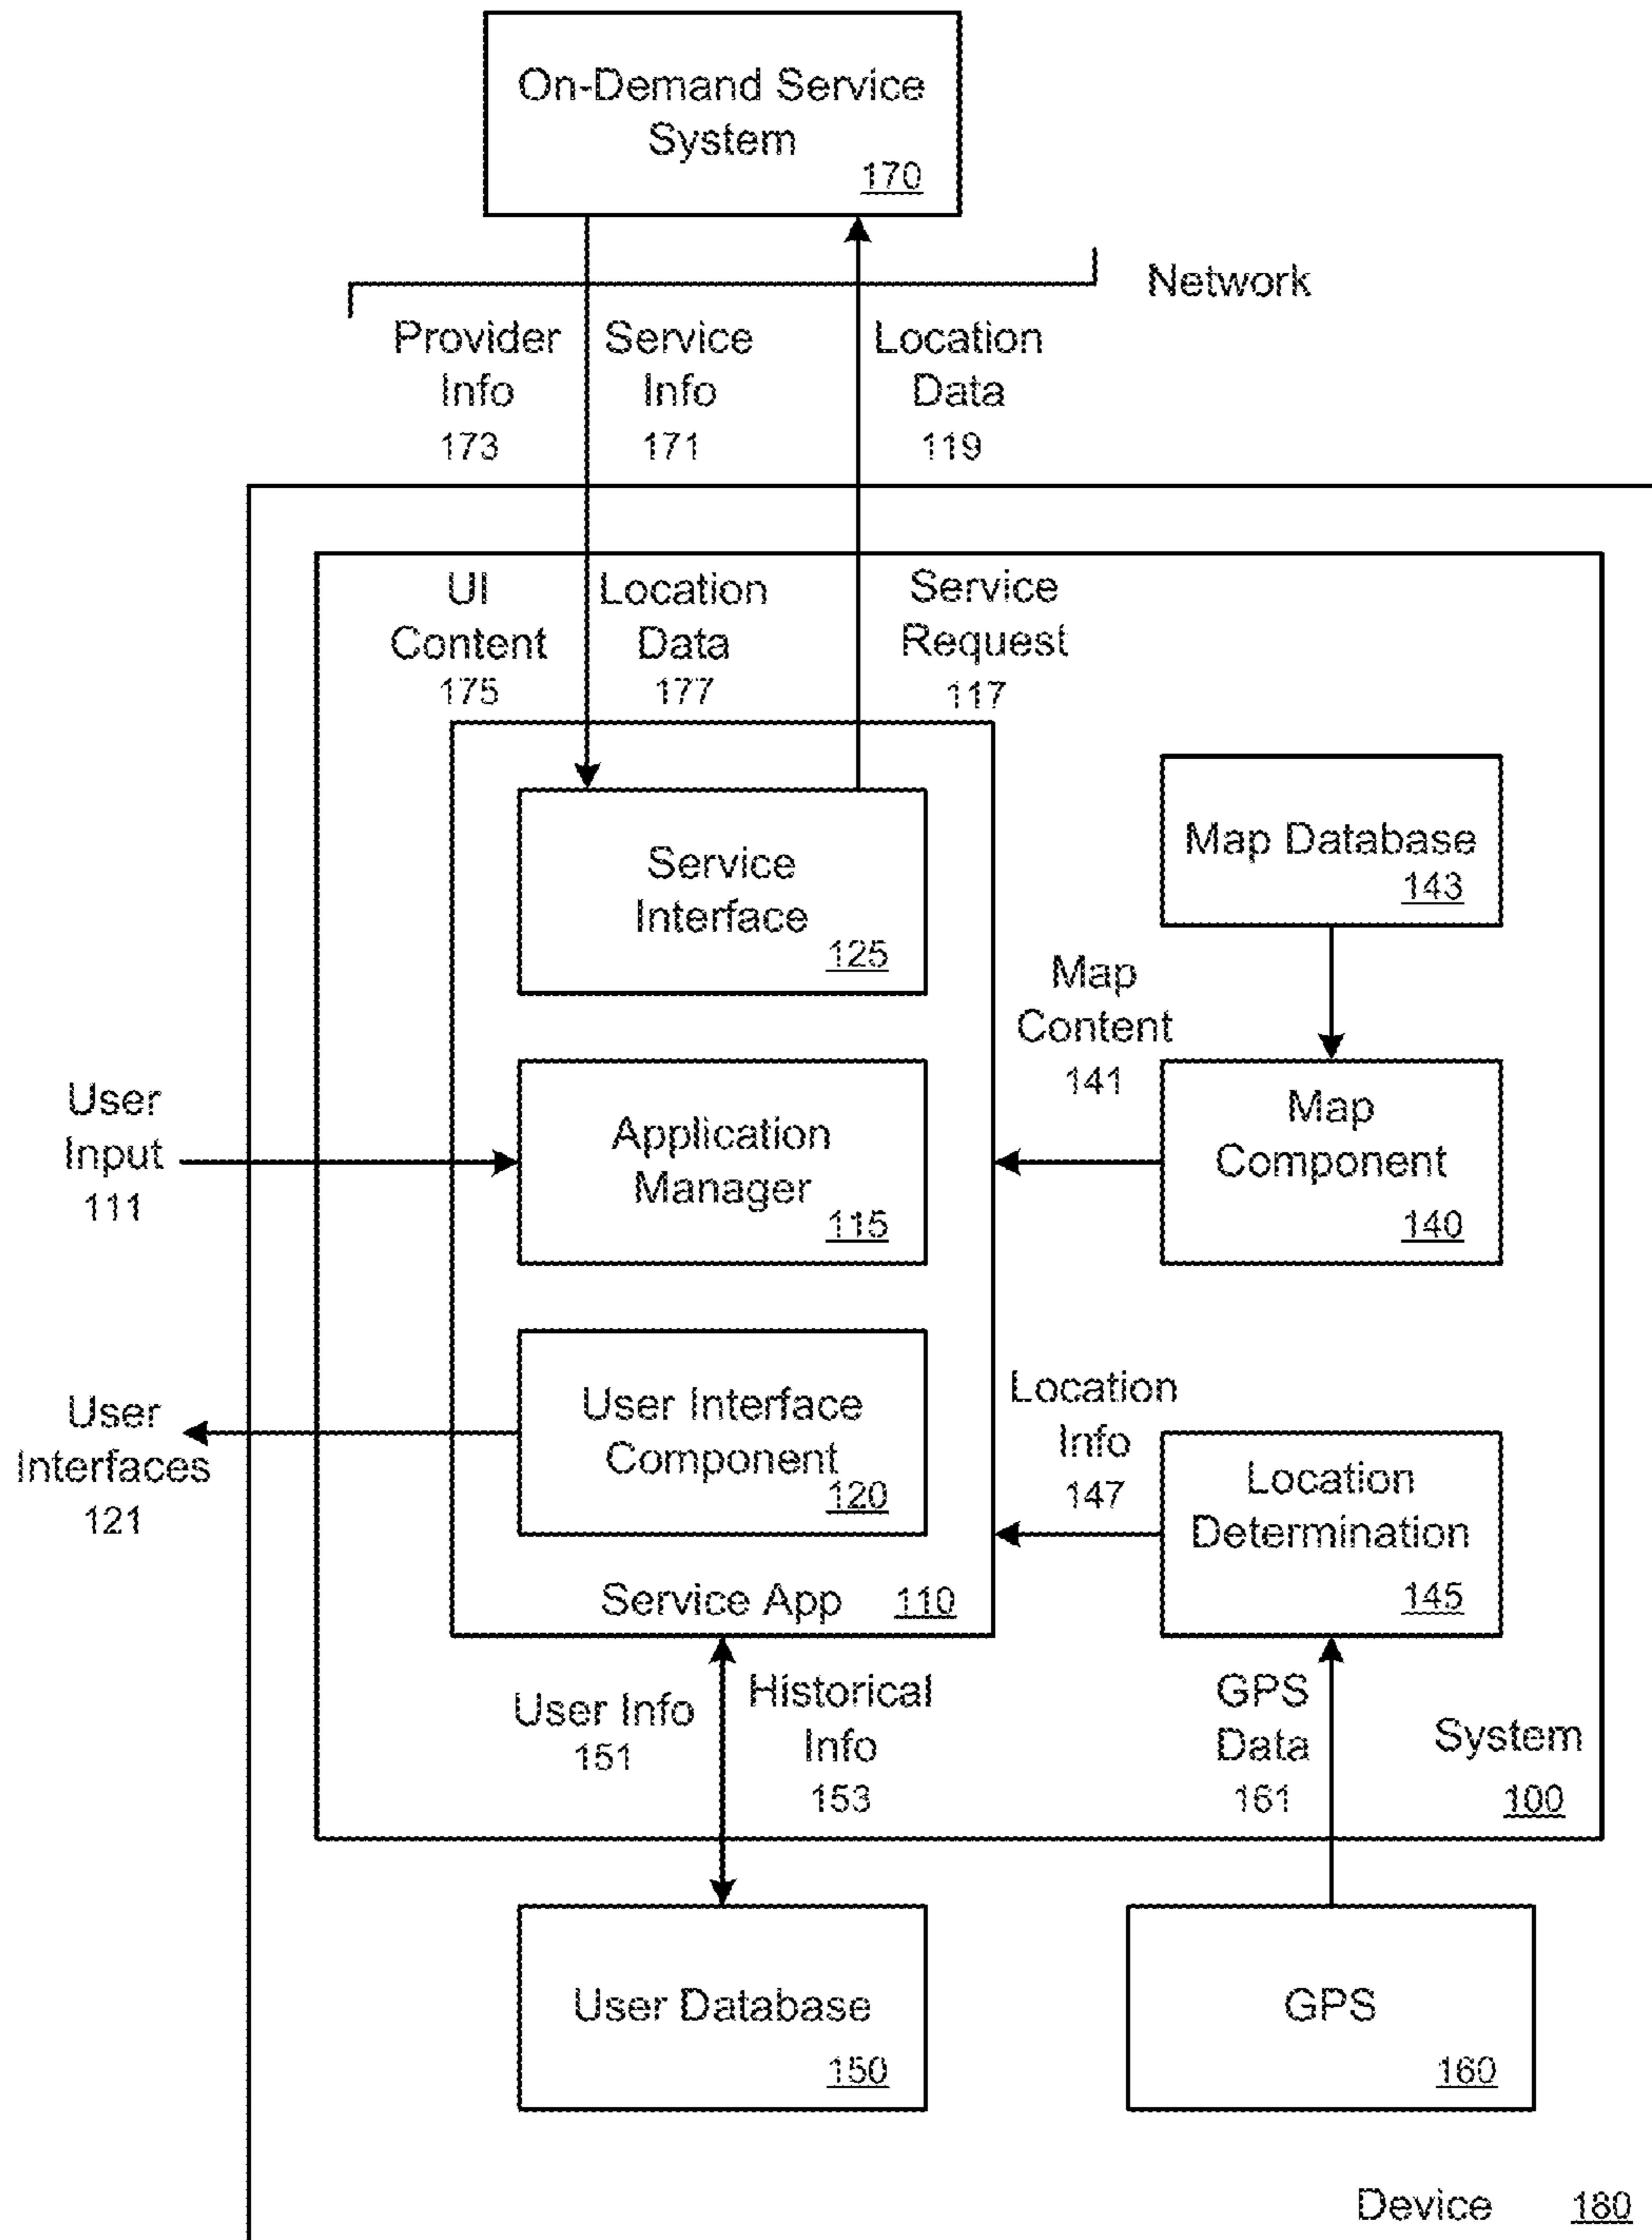 On-Demand Service
System
170
Network
Provider
Info
173
Service
Info
171
Location
Data
119
UI
Content
175
Location
Data
177
Service
Request
117
Service
Interface
125
Map Database
143
Map
Content
141
User
Input
111
Application
Manager
115
Map
Component
140
User
Interfaces
121
User Interface
Component
120
Location
Info
147
Location
Determination
145
Service App 110
User Info
151
Historical
Info
153
GPS
Data
161
System
100
User Database
150
GPS
160
Device 180